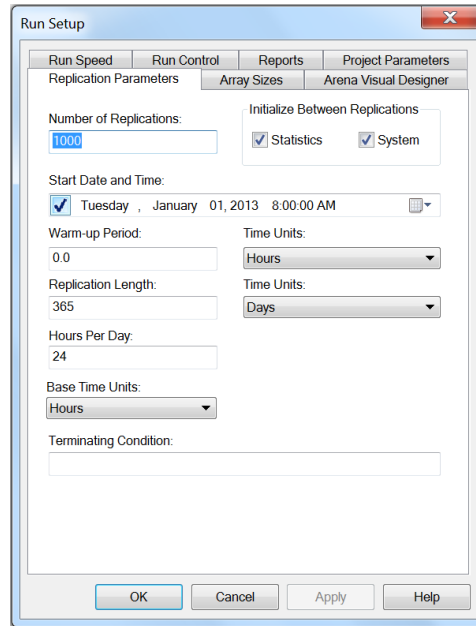 Run Setup
Run Speed Run Control Reports Project Parameters
Replication Parameters Array Sizes Arena Visual Designer
Number of Replications:
1000
Initialize Between Replications
Statistics System
Start Date and Time:
Tuesday , January 01, 2013 8:00:00 AM
Warm-up Period: Time Units:
0.0 Hours
Replication Length: Time Units:
365 Days
Hours Per Day:
24
Base Time Units:
Hours
Terminating Condition:
OK Cancel Apply Help